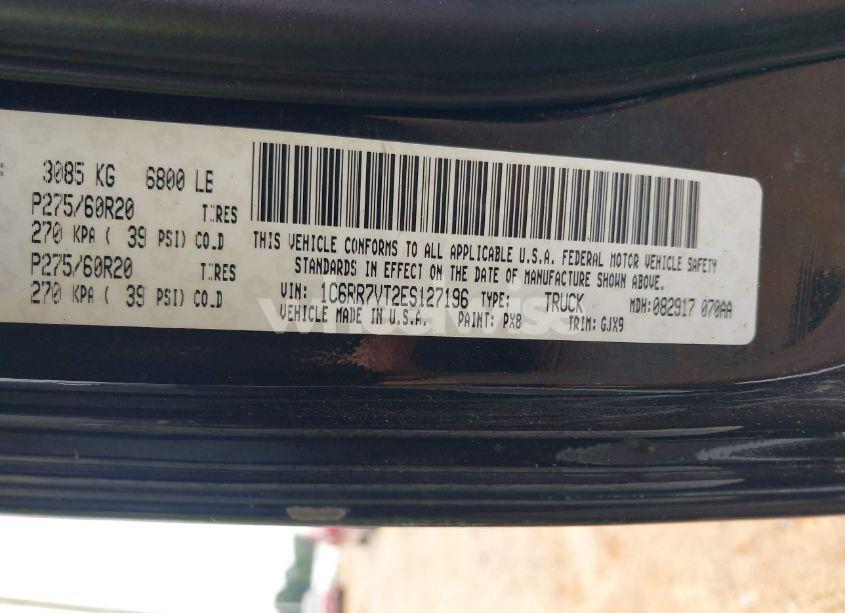 3085 KG 6800 LB
P275/60R20 TIRES
270 KPA ( 39 PSI) COLD
P275/60R20 TIRES
270 KPA ( 39 PSI) COLD
THIS VEHICLE CONFORMS TO ALL APPLICABLE U.S.A. FEDERAL MOTOR VEHICLE SAFETY
STANDARDS IN EFFECT ON THE DATE OF MANUFACTURE SHOWN ABOVE.
VIN: 1C6RR7VT2ES127196 TYPE: TRUCK MDH:082917 070AA
VEHICLE MADE IN U.S.A. PAINT: PX8 TRIM: GJX9